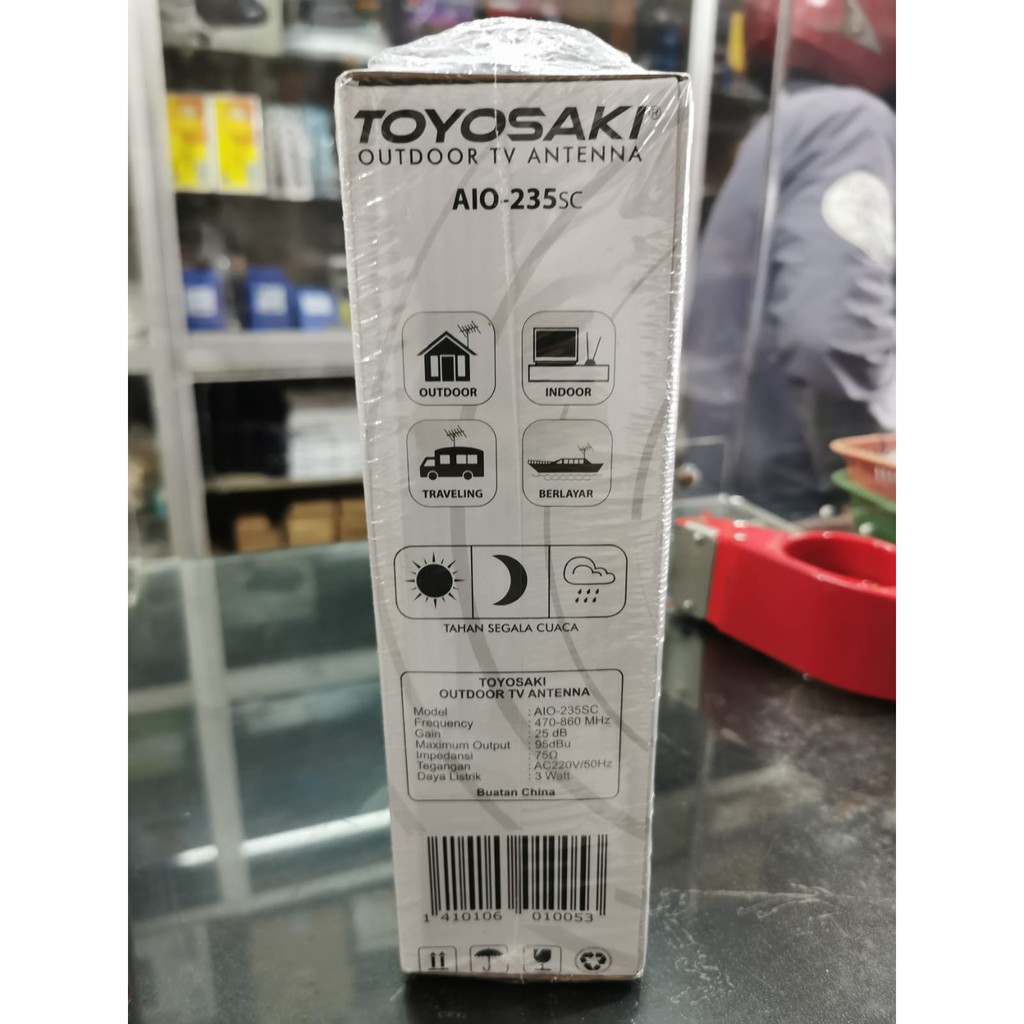 TOYOSAKI®
OUTDOOR TV ANTENNA
AIO-235SC
OUTDOOR
INDOOR
TRAVELING
BERLAYAR
TAHAN SEGALA CUACA
TOYOSAKI
OUTDOOR TV ANTENNA
Model : AIO-235SC
Frequency : 470-860 MHz
Gain : 25 dB
Maximum Output : 95dBu
Impedansi : 75Ω
Tegangan : AC220V/50Hz
Daya Listrik : 3 Watt
Buatan China
1 410106 010053